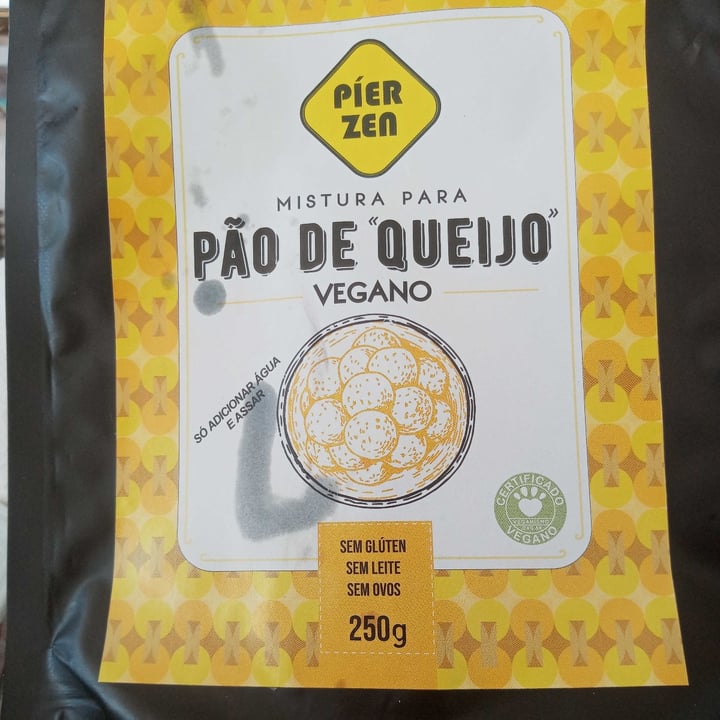 PÍER
ZEN
MISTURA PARA
PÃO DE "QUEIJO"
VEGANO
SÓ ADICIONAR ÁGUA
E ASSAR
CERTIFICADO
VEGANISMO
VEGANO
SEM GLÚTEN
SEM LEITE
SEM OVOS
250g